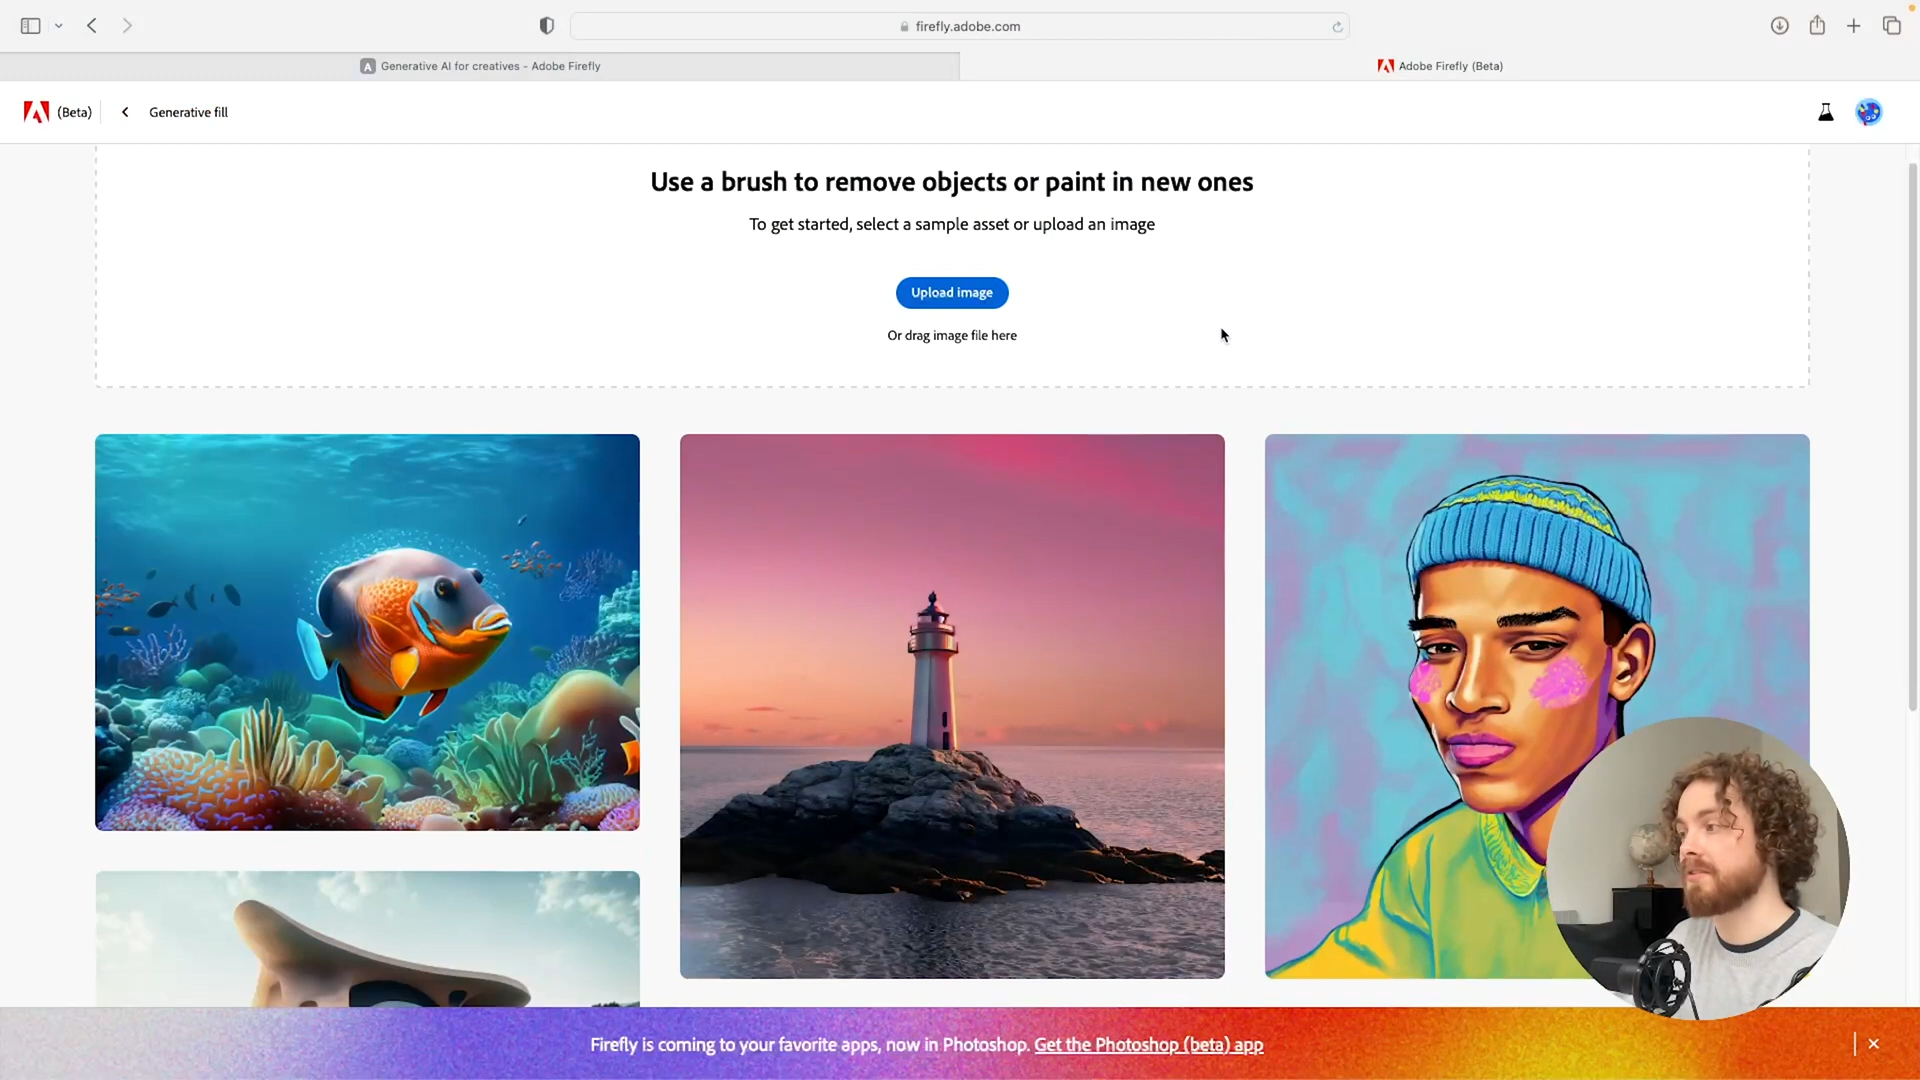 firefly.adobe.com
Generative AI for creatives - Adobe Firefly
Adobe Firefly (Beta)
(Beta)
Generative fill
Use a brush to remove objects or paint in new ones
To get started, select a sample asset or upload an image
Upload image
Or drag image file here
Firefly is coming to your favorite apps, now in Photoshop. Get the Photoshop (beta) app